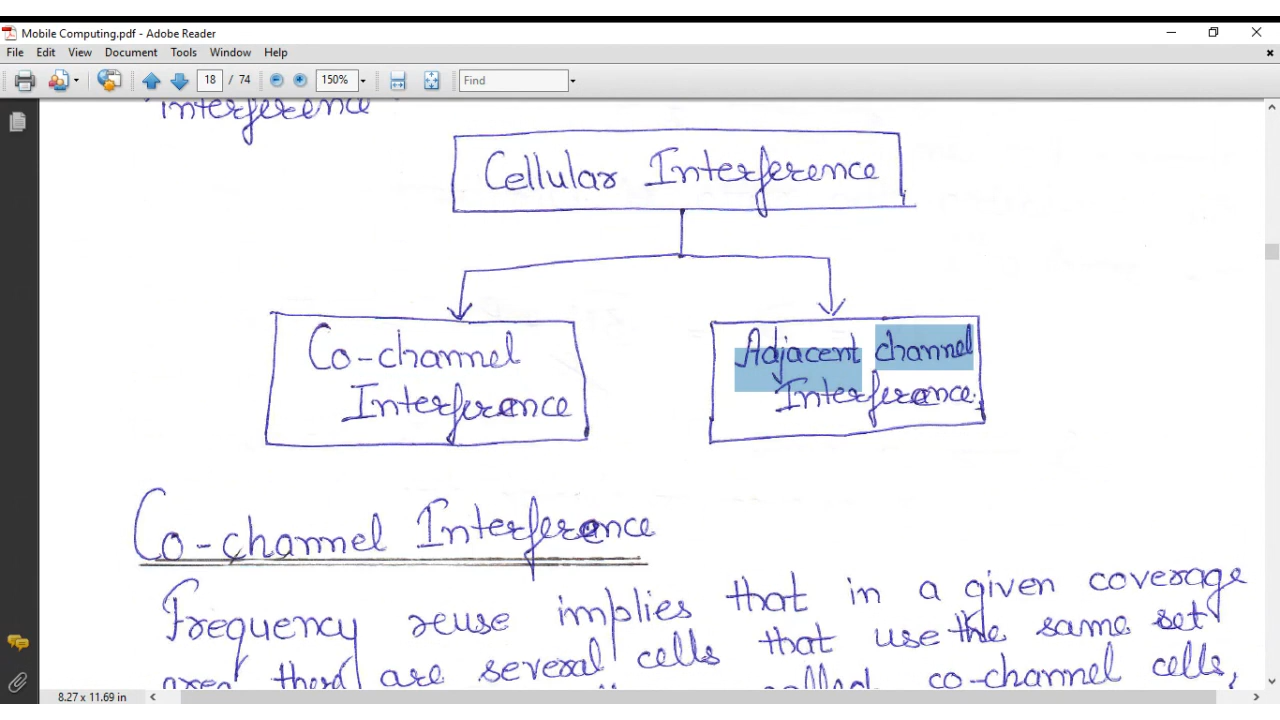 Mobile Computing.pdf - Adobe Reader
File Edit View Document Tools Window Help
18 / 74 150% Find
interference
Cellular Interference
Co-channel
Interference
Adjacent channel
Interference.
Co-channel Interference
Frequency reuse implies that in a given coverage
area there are several cells that use the same set
called co-channel cells,
8.27 x 11.69 in